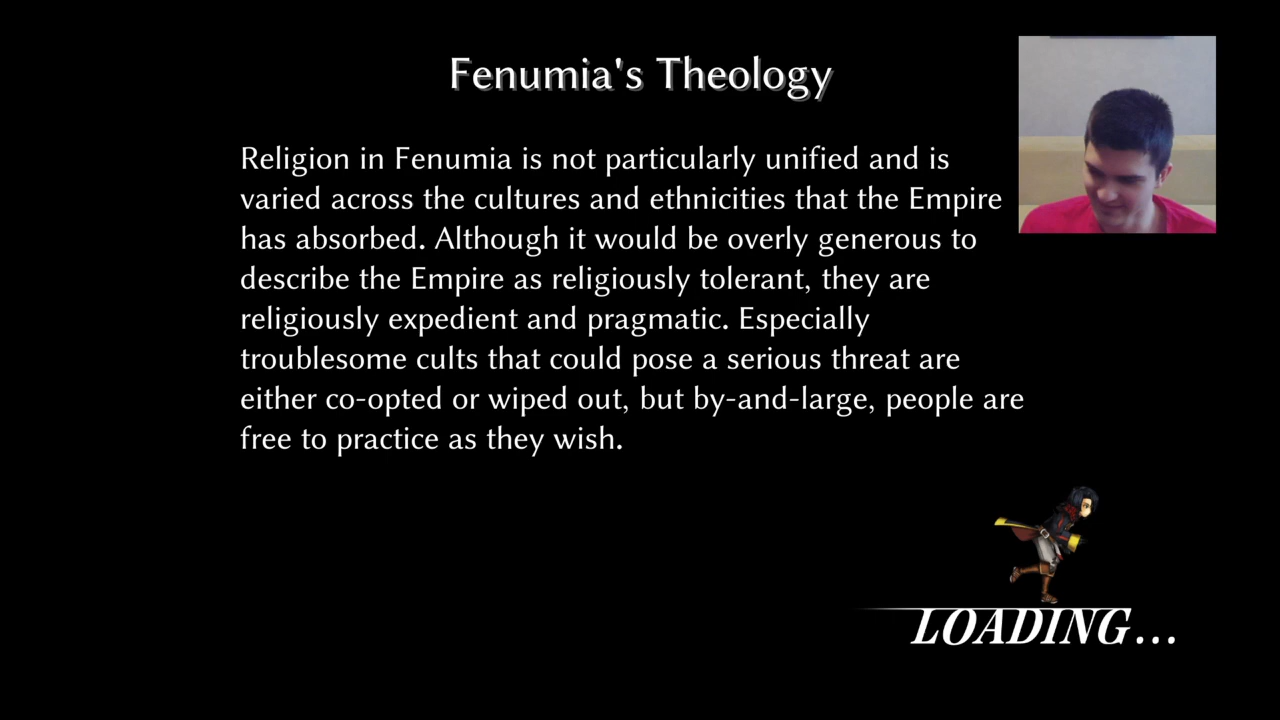 Fenumia's Theology
Religion in Fenumia is not particularly unified and is
varied across the cultures and ethnicities that the Empire
has absorbed. Although it would be overly generous to
describe the Empire as religiously tolerant, they are
religiously expedient and pragmatic. Especially
troublesome cults that could pose a serious threat are
either co-opted or wiped out, but by-and-large, people are
free to practice as they wish.
LOADING...